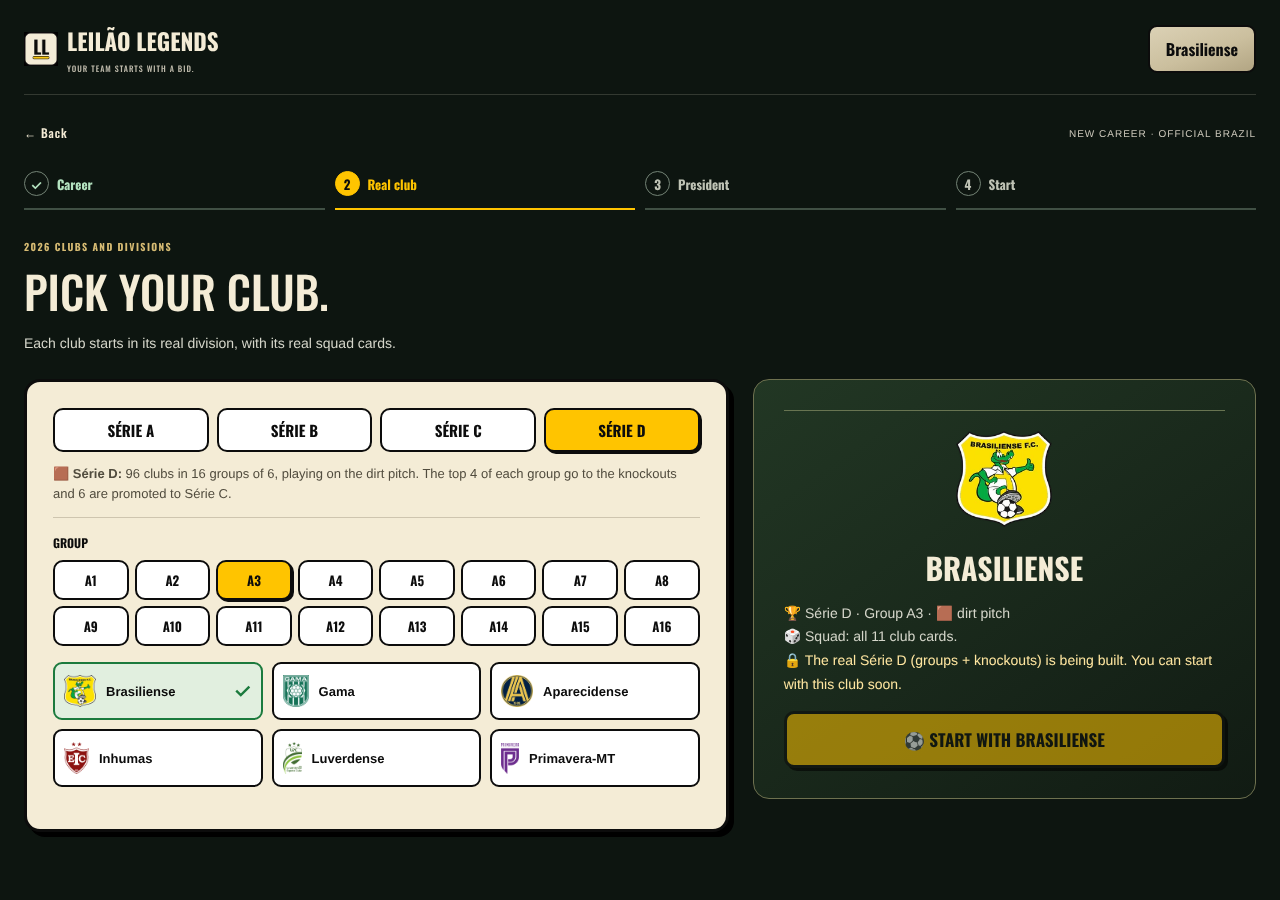 LL
LEILÃO LEGENDS
YOUR TEAM STARTS WITH A BID.
Brasiliense
← Back
NEW CAREER · OFFICIAL BRAZIL
Career
2 Real club
3 President
4 Start
2026 CLUBS AND DIVISIONS
PICK YOUR CLUB.
Each club starts in its real division, with its real squad cards.
SÉRIE A
SÉRIE B
SÉRIE C
SÉRIE D
🟫 Série D: 96 clubs in 16 groups of 6, playing on the dirt pitch. The top 4 of each group go to the knockouts
and 6 are promoted to Série C.
GROUP
A1 A2 A3 A4 A5 A6 A7 A8
A9 A10 A11 A12 A13 A14 A15 A16
Brasiliense
GAMA
Gama
Aparecidense
Inhumas
Luverdense
Primavera-MT
BRASILIENSE F.C.
BRASILIENSE
🏆 Série D · Group A3 · 🟫 dirt pitch
🎲 Squad: all 11 club cards.
🔒 The real Série D (groups + knockouts) is being built. You can start
with this club soon.
⚽ START WITH BRASILIENSE